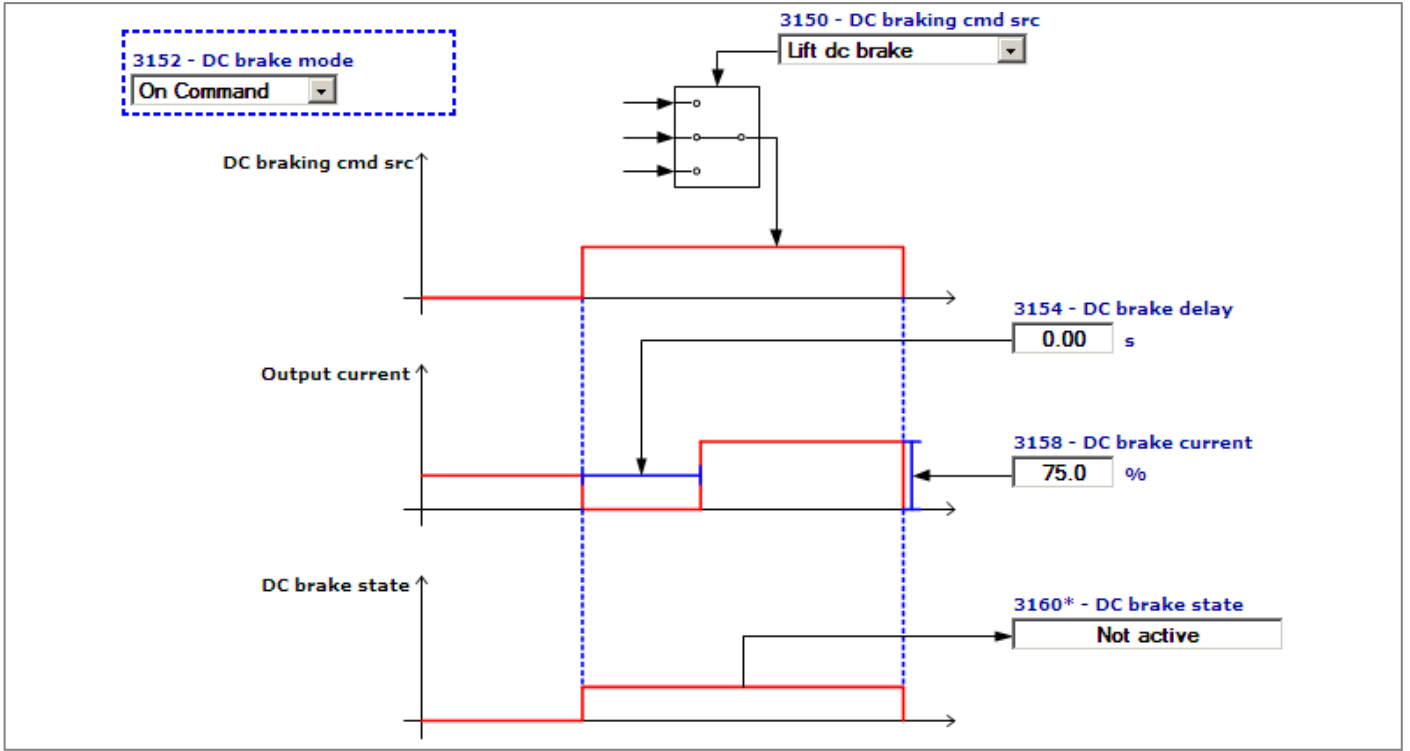 3150 - DC braking cmd src
Lift dc brake
3152 - DC brake mode
On Command
DC braking cmd src
3154 - DC brake delay
0.00 s
Output current
3158 - DC brake current
75.0 %
DC brake state
3160* - DC brake state
Not active